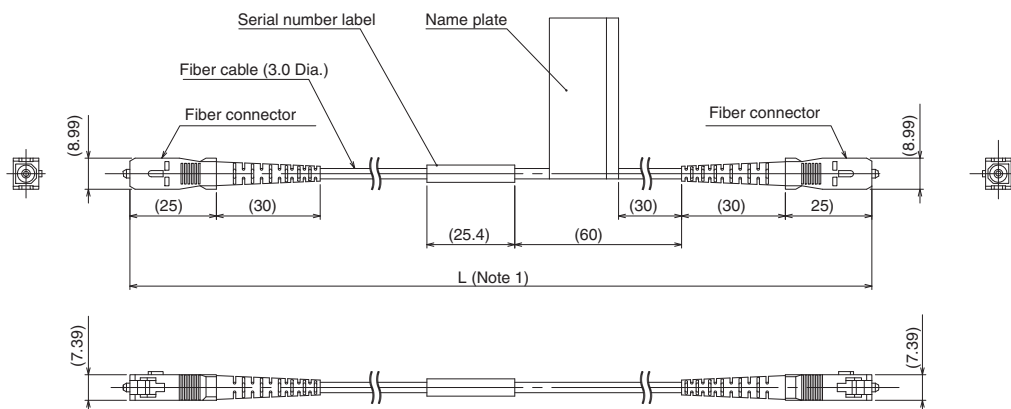 Serial number label
Name plate
Fiber cable (3.0 Dia.)
Fiber connector
Fiber connector
(8.99)
(8.99)
(25)
(30)
(30)
(30)
25)
(25.4)
(60)
L (Note 1)
(7.39)
(7.39)